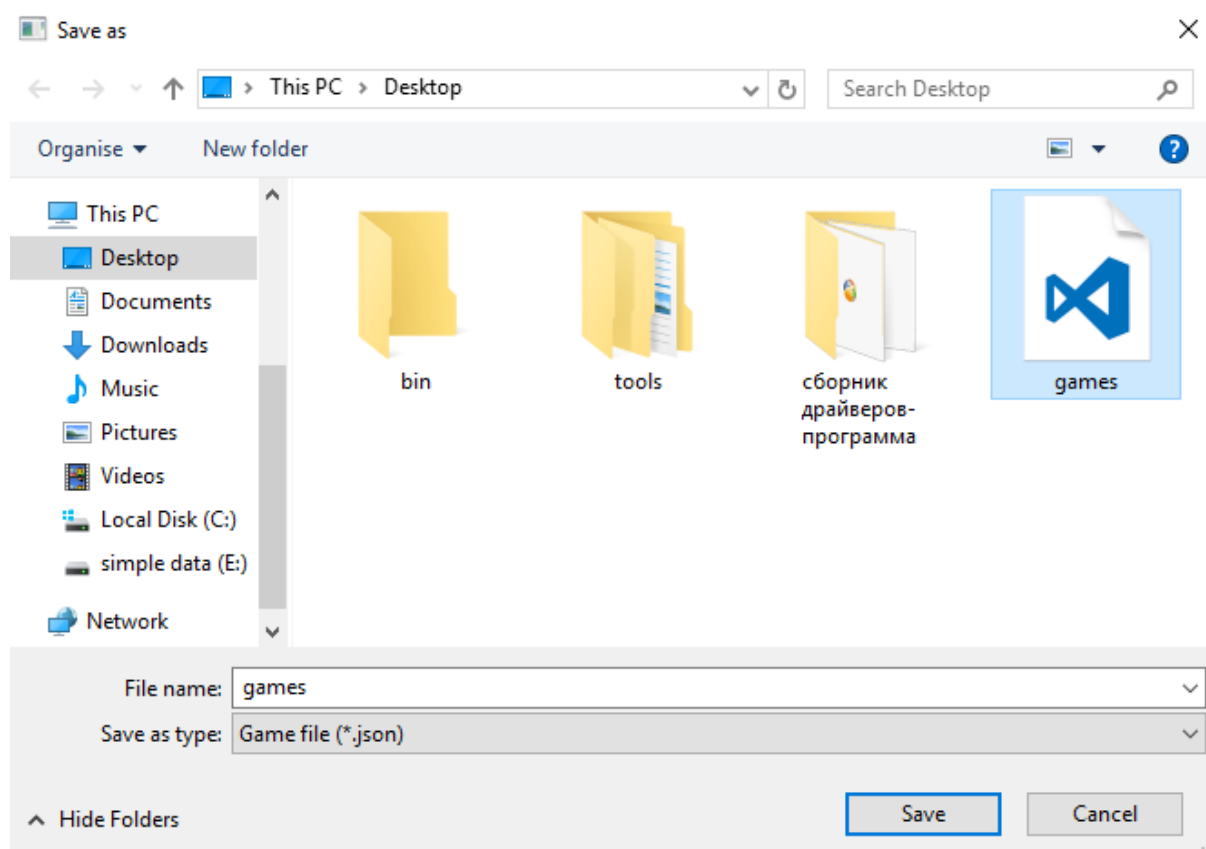 Save as
This PC > Desktop
Search Desktop
Organise
New folder
?
This PC
Desktop
Documents
Downloads
Music
Pictures
Videos
Local Disk (C:)
simple data (E:)
Network
bin
tools
сборник
драйверов-
программа
games
File name: games
Save as type: Game file (*.json)
Hide Folders
Save
Cancel